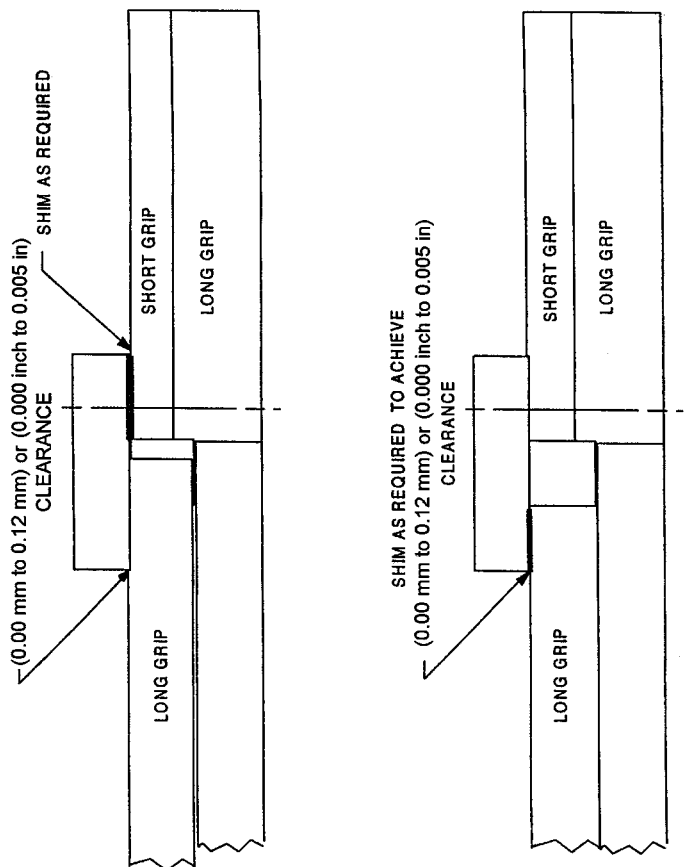 SHIM AS REQUIRED
(0.00 mm to 0.12 mm) or (0.000 inch to 0.005 in)
CLEARANCE
SHORT GRIP
LONG GRIP
LONG GRIP
SHIM AS REQUIRED TO ACHIEVE
(0.00 mm to 0.12 mm) or (0.000 inch to 0.005 in)
CLEARANCE
SHORT GRIP
LONG GRIP
LONG GRIP